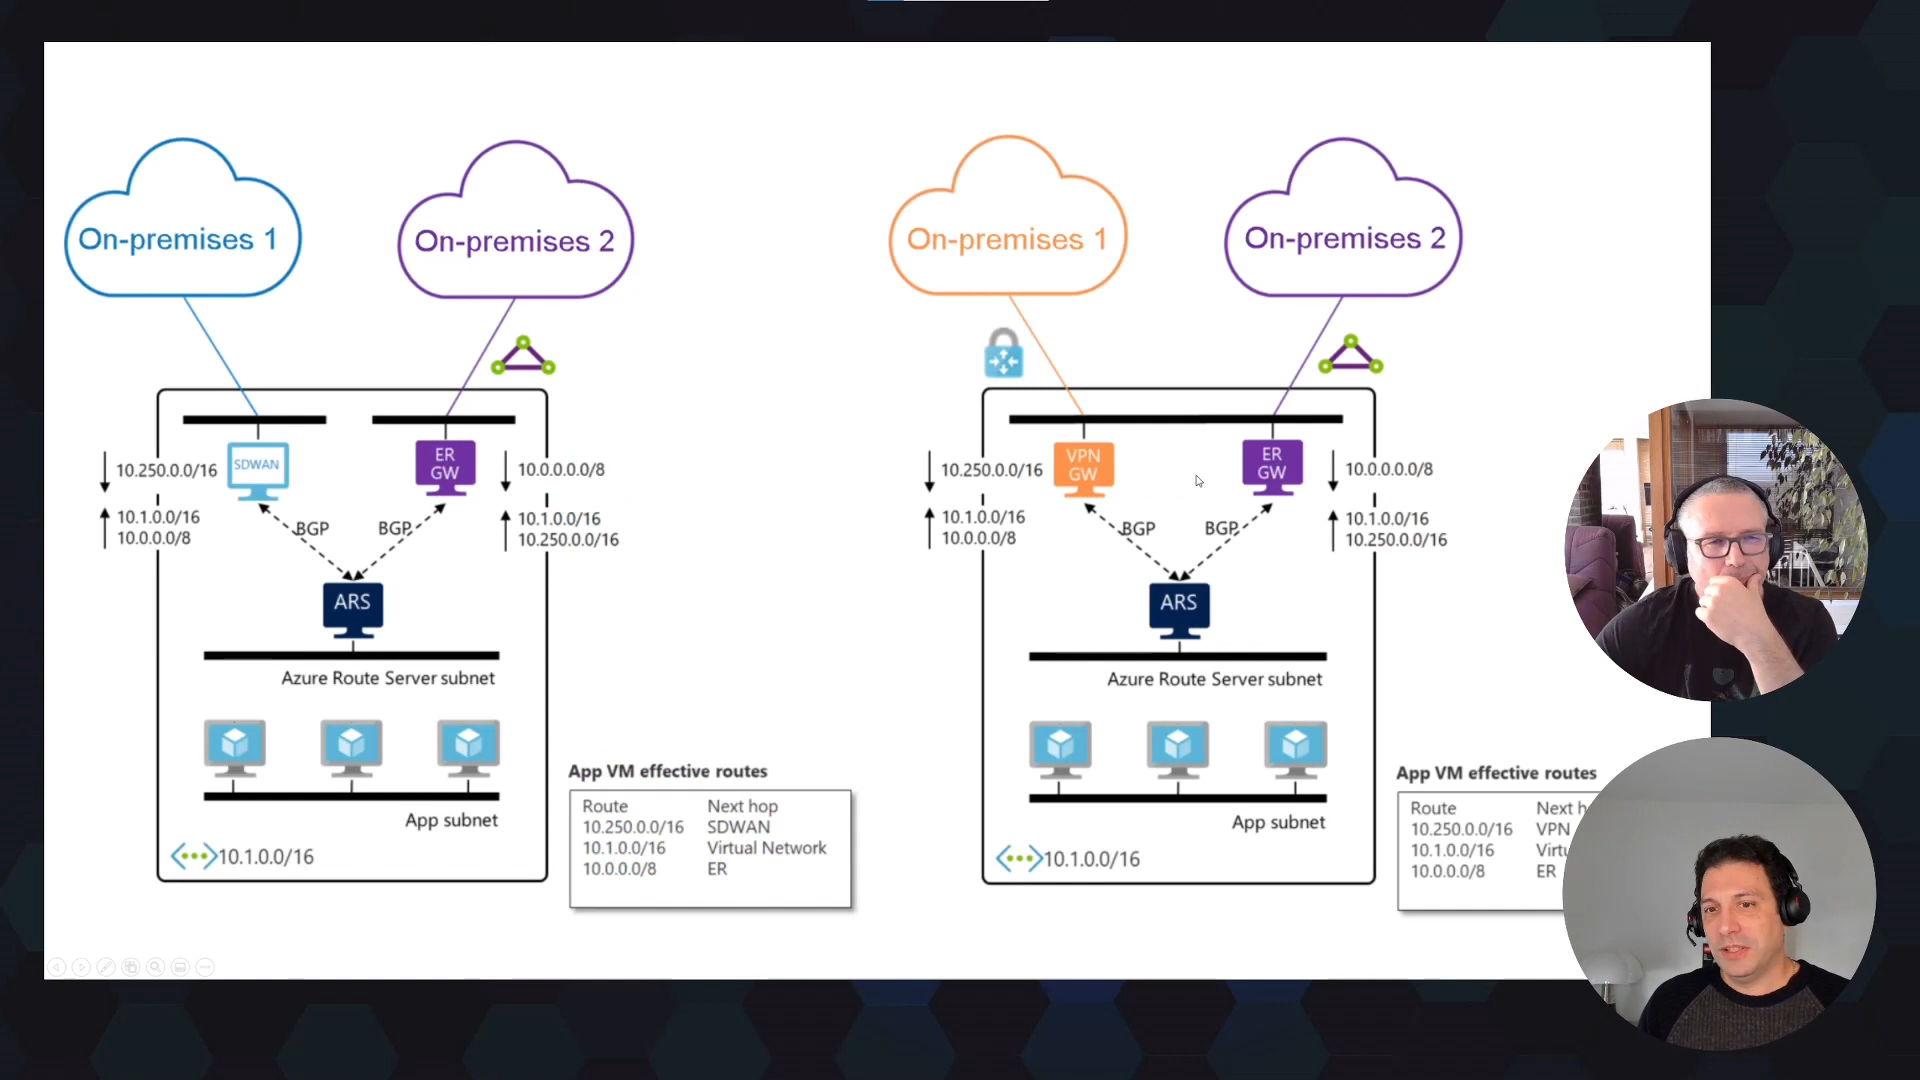 On-premises 1
On-premises 2
SDWAN
ER
GW
10.250.0.0/16
10.0.0.0.0/8
10.1.0.0/16
10.0.0.0/8
BGP
BGP
10.1.0.0/16
10.250.0.0/16
ARS
Azure Route Server subnet
App subnet
10.1.0.0/16
App VM effective routes
Route Next hop
10.250.0.0/16 SDWAN
10.1.0.0/16 Virtual Network
10.0.0.0/8 ER
On-premises 1
On-premises 2
VPN
GW
ER
GW
10.250.0.0/16
10.0.0.0/8
10.1.0.0/16
10.0.0.0/8
BGP
BGP
10.1.0.0/16
10.250.0.0/16
ARS
Azure Route Server subnet
App subnet
10.1.0.0/16
App VM effective routes
Route Next h
10.250.0.0/16 VPN
10.1.0.0/16 Virtu
10.0.0.0/8 ER